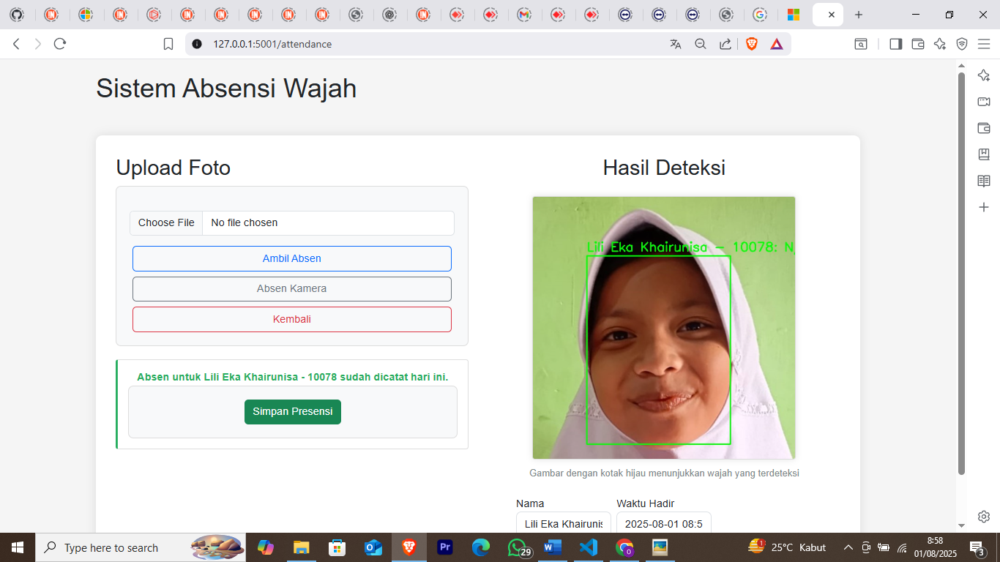 127.0.0.1:5001/attendance
Sistem Absensi Wajah
Upload Foto
Choose File No file chosen
Ambil Absen
Absen Kamera
Kembali
Absen untuk Lili Eka Khairunisa - 10078 sudah dicatat hari ini.
Simpan Presensi
Hasil Deteksi
Lili Eka Khairunisa - 10078: N
Gambar dengan kotak hijau menunjukkan wajah yang terdeteksi
Nama Waktu Hadir
Lili Eka Khairunis 2025-08-01 08:5
Type here to search
Pr
29
1
25°C Kabut
8:58
01/08/2025
3